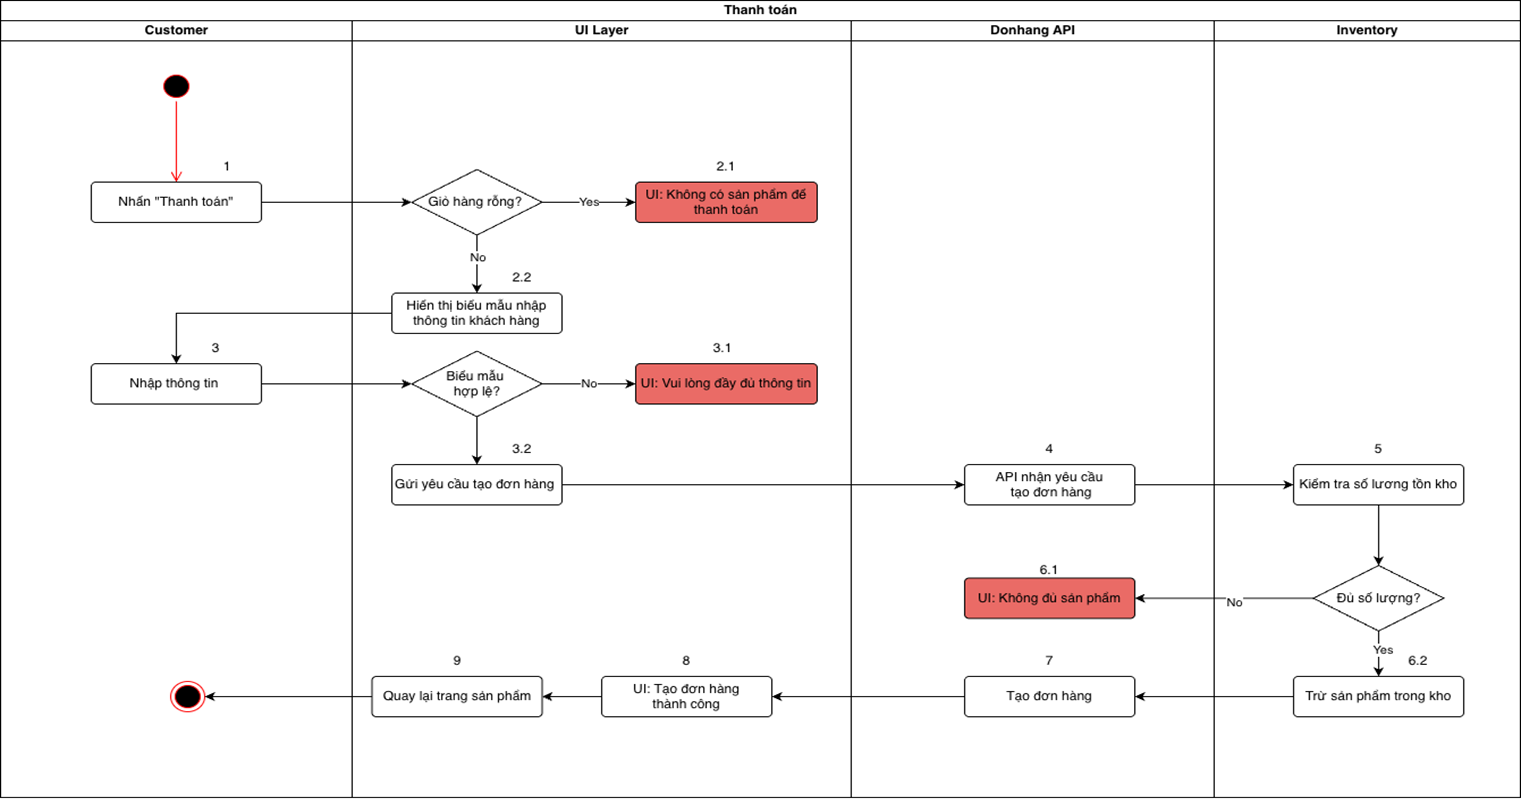 Thanh toán
Customer
UI Layer
Donhang API
Inventory
1
2.1
Nhấn "Thanh toán"
Giỏ hàng rỗng?
Yes
UI: Không có sản phẩm để
thanh toán
No
2.2
Hiển thị biểu mẫu nhập
thông tin khách hàng
3
3.1
Nhập thông tin
Biểu mẫu
hợp lệ?
No
UI: Vui lòng đầy đủ thông tin
3.2
4
5
Gửi yêu cầu tạo đơn hàng
API nhận yêu cầu
tạo đơn hàng
Kiểm tra số lương tồn kho
6.1
UI: Không đủ sản phẩm
No
Đủ số lượng?
Yes
9
8
7
6.2
Quay lại trang sản phẩm
UI: Tạo đơn hàng
thành công
Tạo đơn hàng
Trừ sản phẩm trong kho